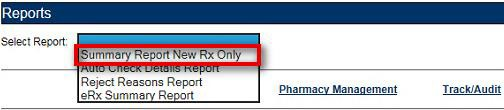 Reports
Select Report:
Summary Report New Rx Only
Auto Check Details Report
Reject Reasons Report
eRx Summary Report
Pharmacy Management Track/Audit